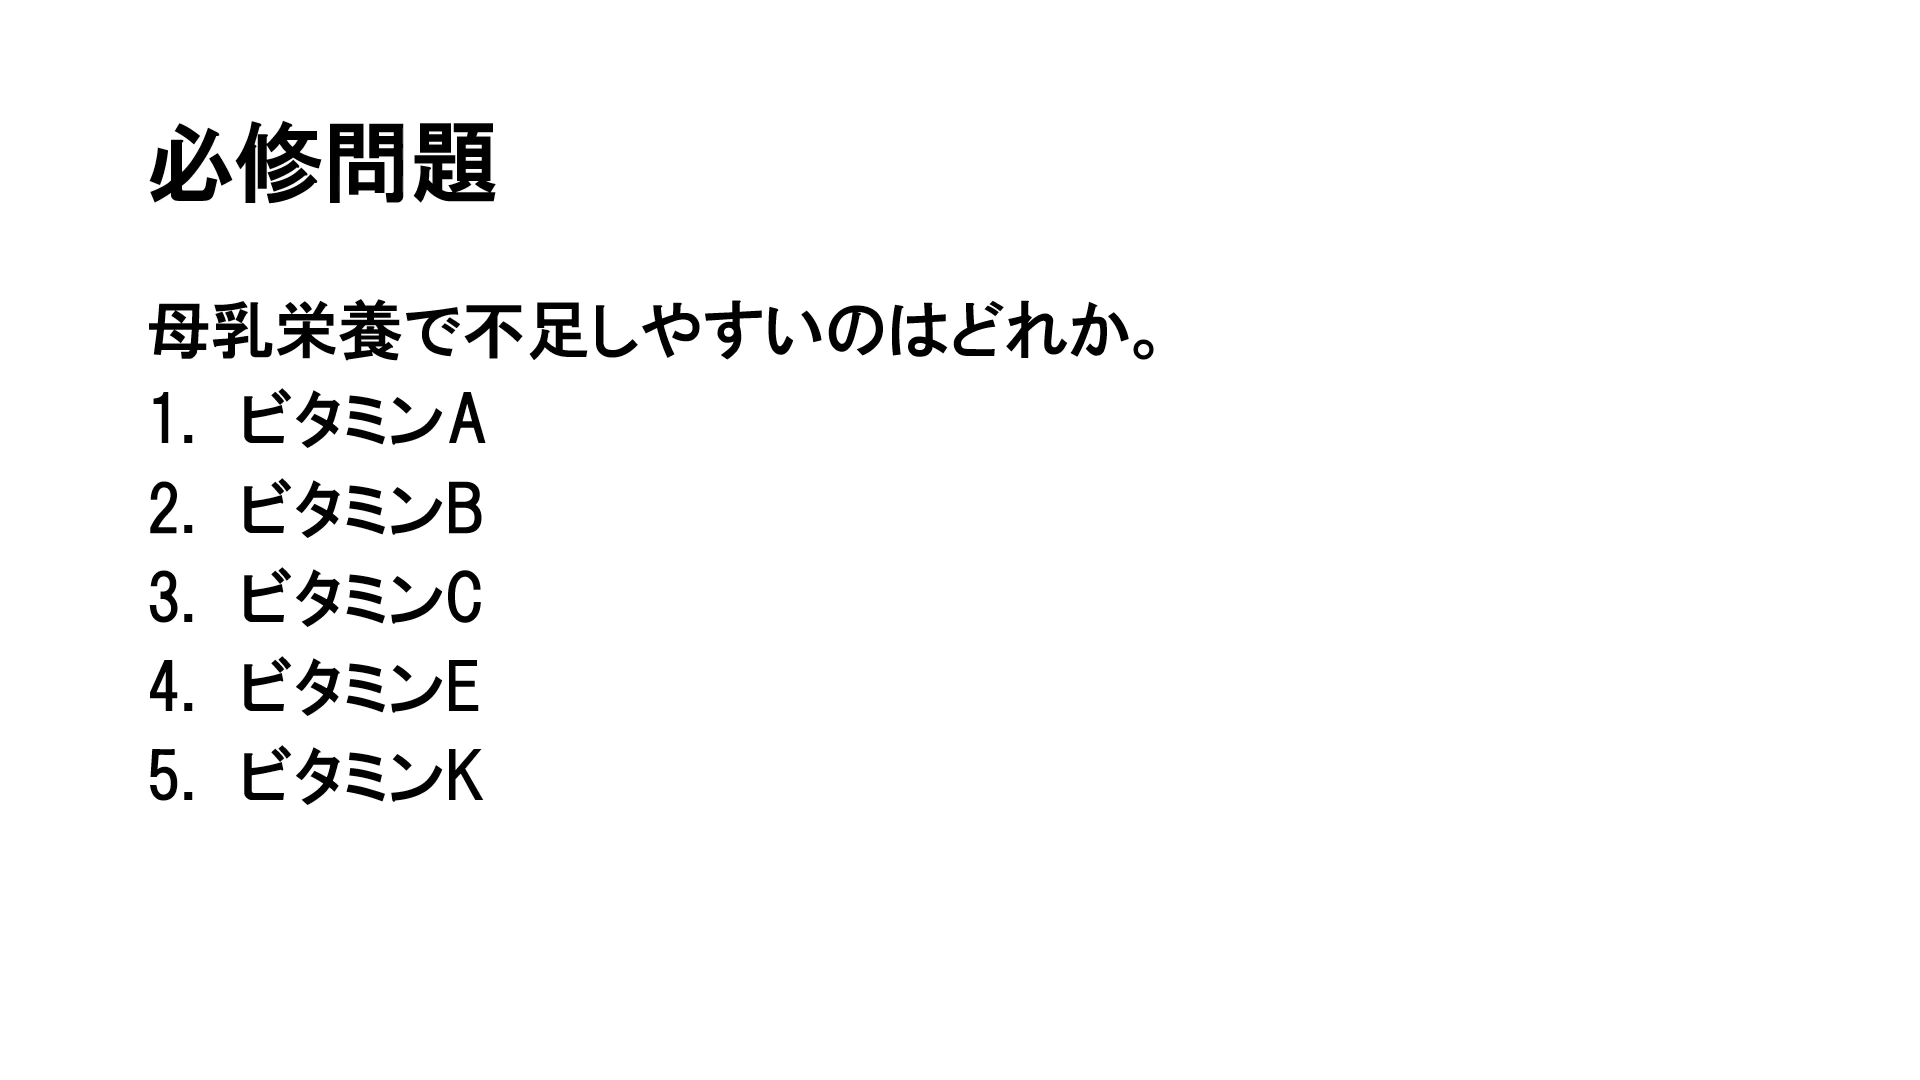 必修問題
母乳栄養で不足しやすいのはどれか。
1. ビタミンA
2. ビタミンB
3. ビタミンC
4. ビタミンE
5. ビタミンK